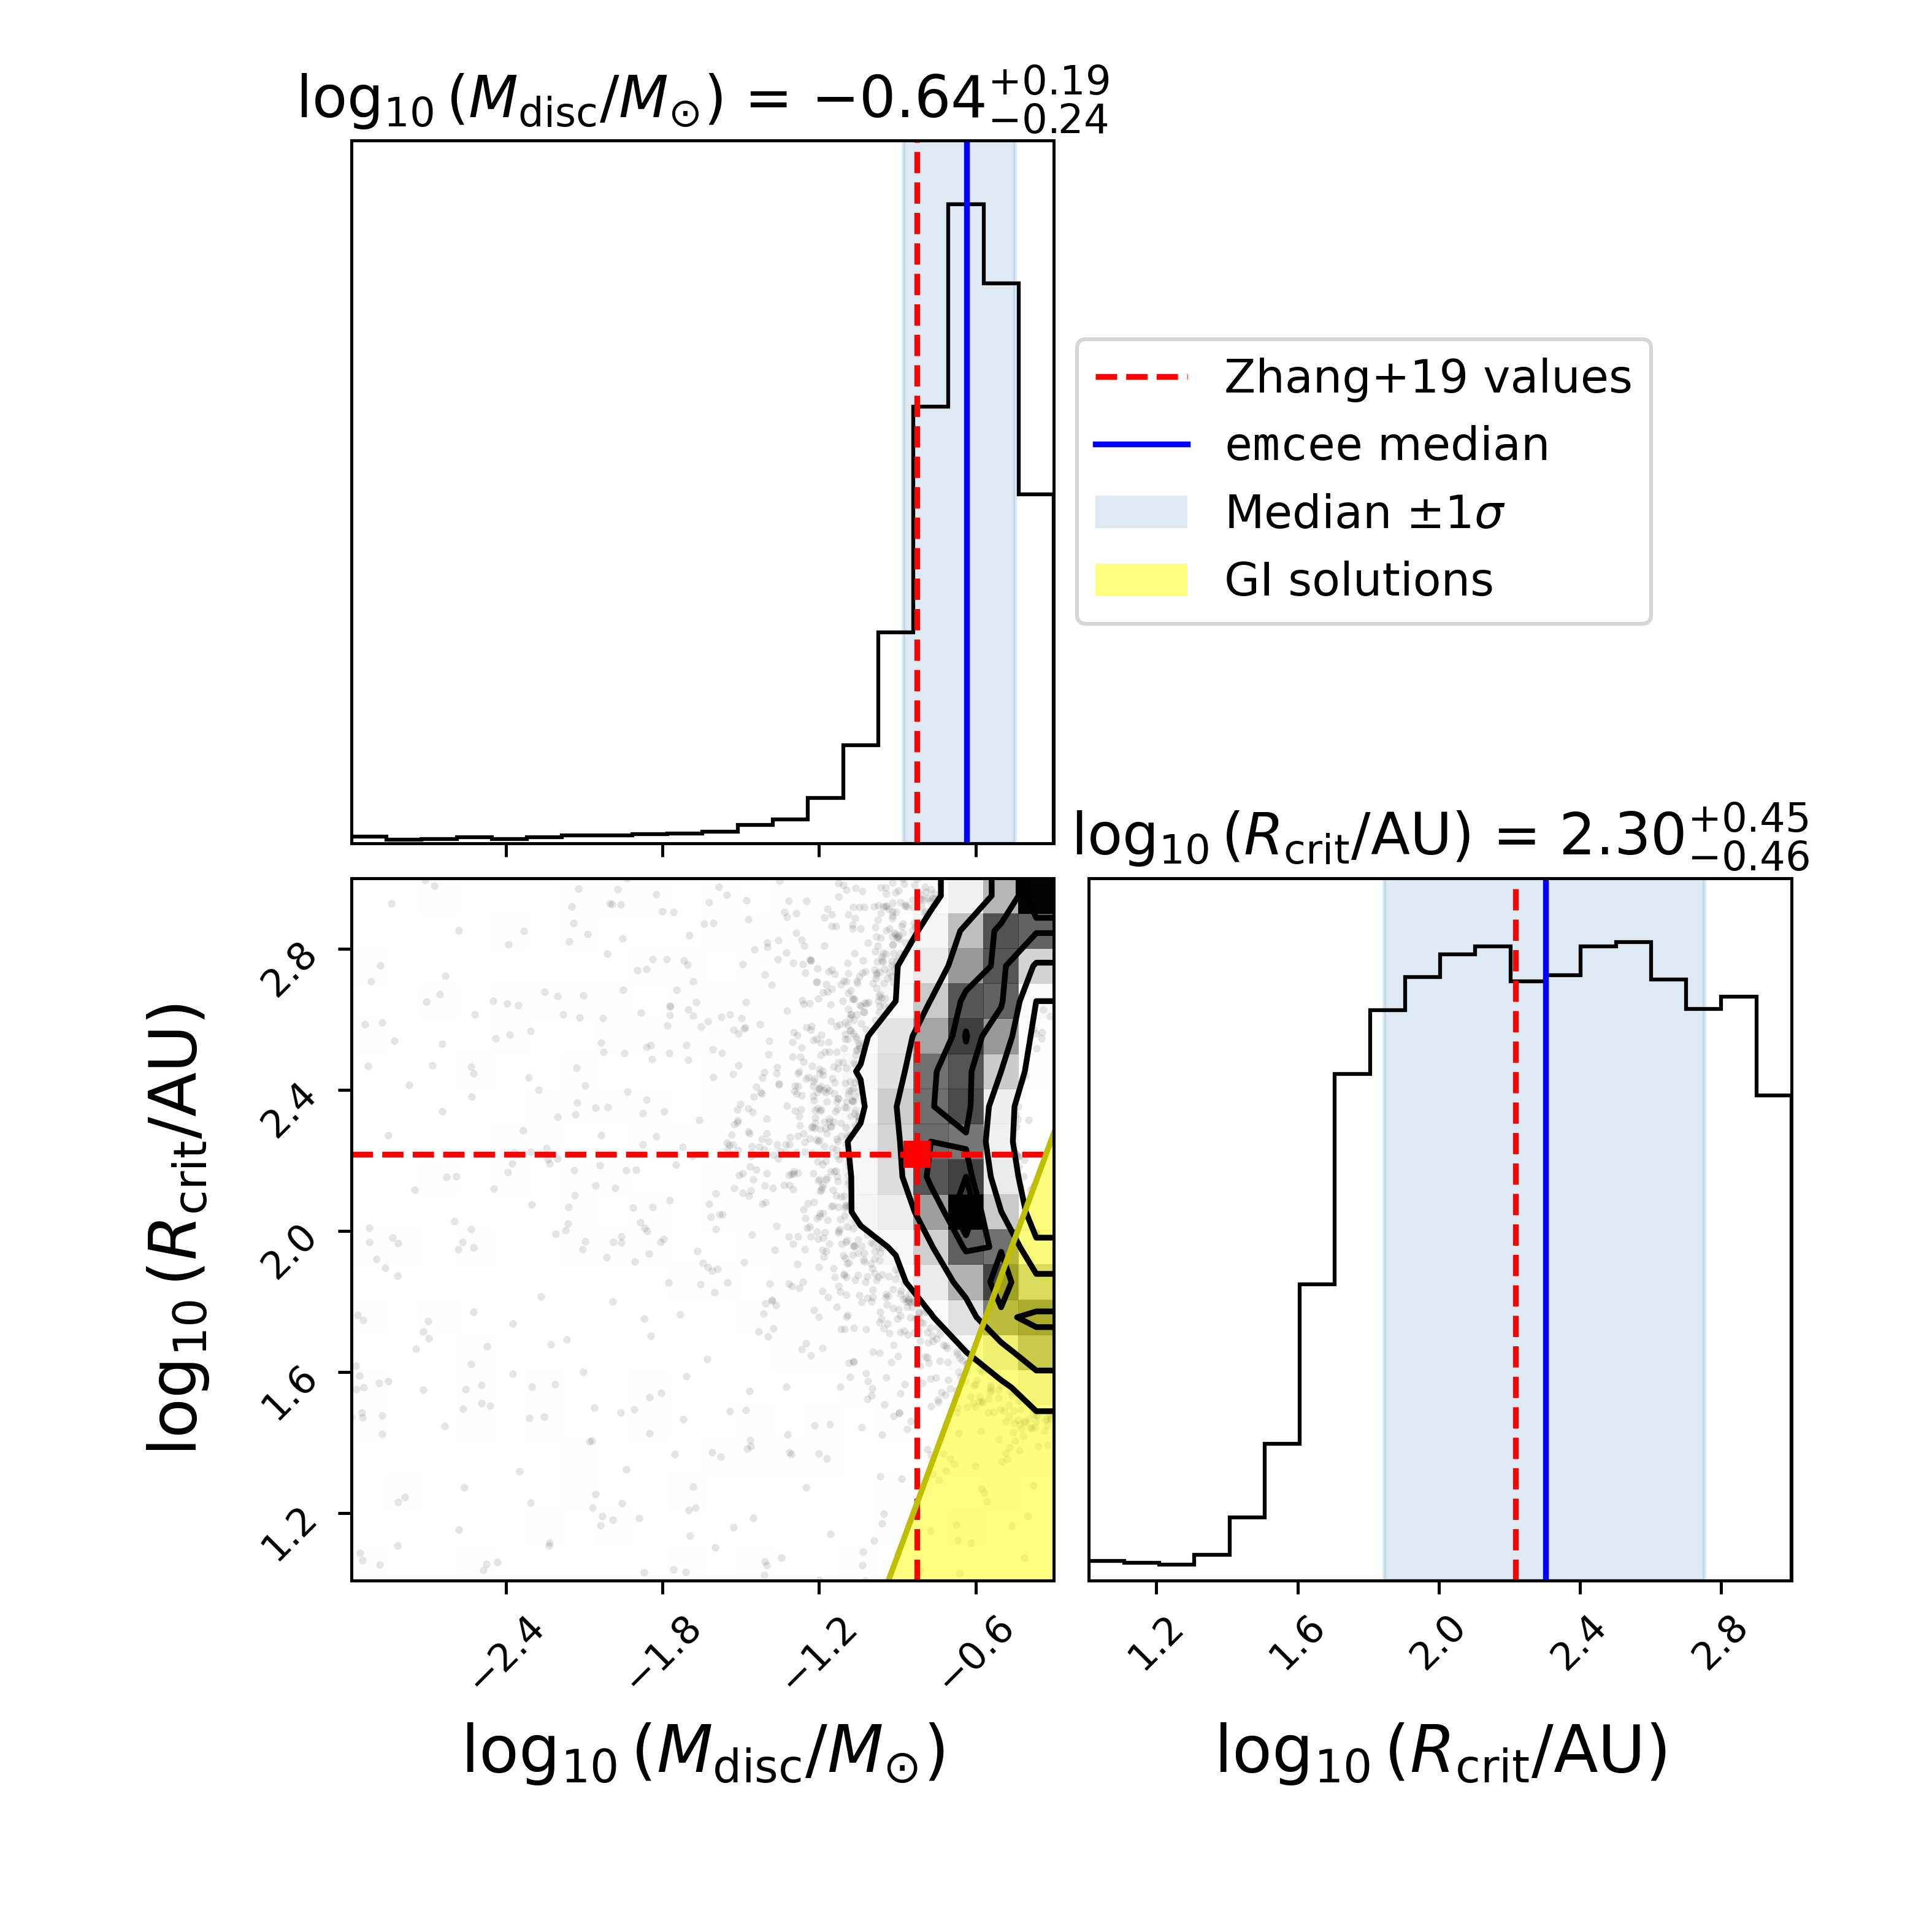 log₁₀ (M_disc/M_⊙) = −0.64^{+0.19}_{−0.24}
Zhang+19 values
emcee median
Median ±1σ
GI solutions
log₁₀ (R_crit/AU) = 2.30^{+0.45}_{−0.46}
2.8
2.4
2.0
1.6
1.2
log₁₀ (R_crit/AU)
−2.4 −1.8 −1.2 −0.6
1.2 1.6 2.0 2.4 2.8
log₁₀ (M_disc/M_⊙)
log₁₀ (R_crit/AU)